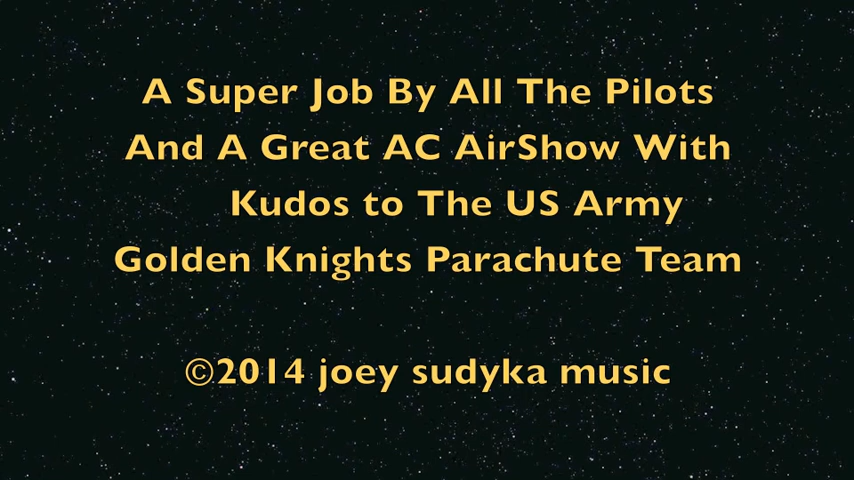 A Super Job By All The Pilots
And A Great AC AirShow With
Kudos to The US Army
Golden Knights Parachute Team
©2014 joey sudyka music